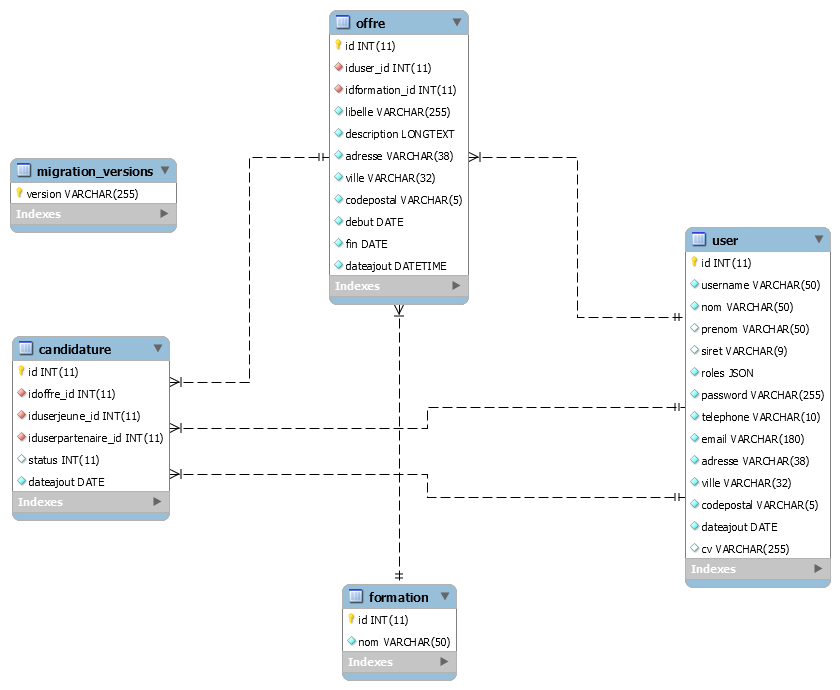 offre
id INT(11)
iduser_id INT(11)
idformation_id INT(11)
libelle VARCHAR(255)
description LONGTEXT
adresse VARCHAR(38)
ville VARCHAR(32)
codepostal VARCHAR(5)
debut DATE
fin DATE
dateajout DATETIME
Indexes
migration_versions
version VARCHAR(255)
Indexes
user
id INT(11)
username VARCHAR(50)
nom VARCHAR(50)
prenom VARCHAR(50)
siret VARCHAR(9)
roles JSON
password VARCHAR(255)
telephone VARCHAR(10)
email VARCHAR(180)
adresse VARCHAR(38)
ville VARCHAR(32)
codepostal VARCHAR(5)
dateajout DATE
cv VARCHAR(255)
Indexes
candidature
id INT(11)
idoffre_id INT(11)
iduserjeune_id INT(11)
iduserpartenaire_id INT(11)
status INT(11)
dateajout DATE
Indexes
formation
id INT(11)
nom VARCHAR(50)
Indexes